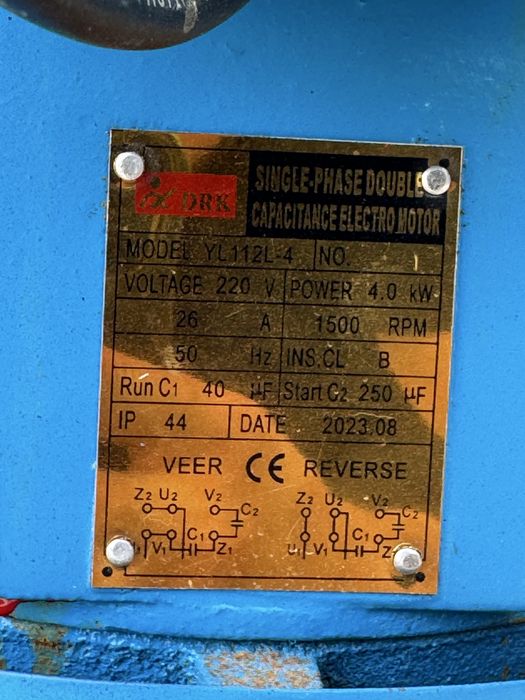 DRK
SINGLE-PHASE DOUBLE
CAPACITANCE ELECTRO MOTOR
MODEL YL112L-4 NO.
VOLTAGE 220 V POWER 4.0 kW
26 A 1500 RPM
50 Hz INS.CL B
Run C1 40 μF Start C2 250 μF
IP 44 DATE 2023.08
VEER CE REVERSE
Z2 U2 V2 C2 Z2 U2 V2 C2
V1 C1 Z1 U1 V1 C1